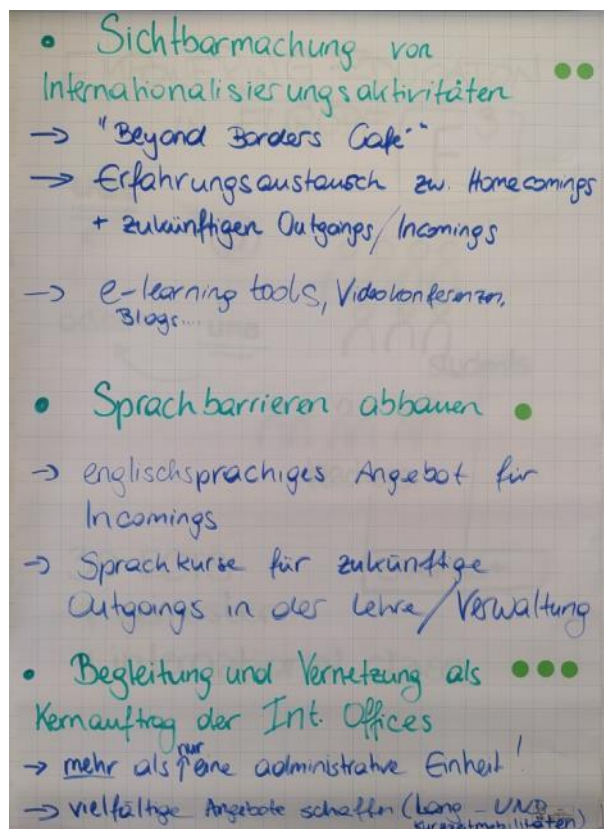 • Sichtbarmachung von
Internationalisierungsaktivitäten
→ "Beyond Borders Café"
→ Erfahrungsaustausch zw. Homecomings
+ zukünftigen Outgoings/Incomings
→ e-learning tools, Videokonferenzen,
Blogs....
• Sprachbarrieren abbauen
→ englischsprachiges Angebot für
Incomings
→ Sprachkurse für zukünftige
Outgoings in der Lehre/Verwaltung
• Begleitung und Vernetzung als
Kernauftrag der Int. Offices
→ mehr als nur eine administrative Einheit!
→ vielfältige Angebote schaffen (Lang- UND
Kurzzeitmobilitäten)